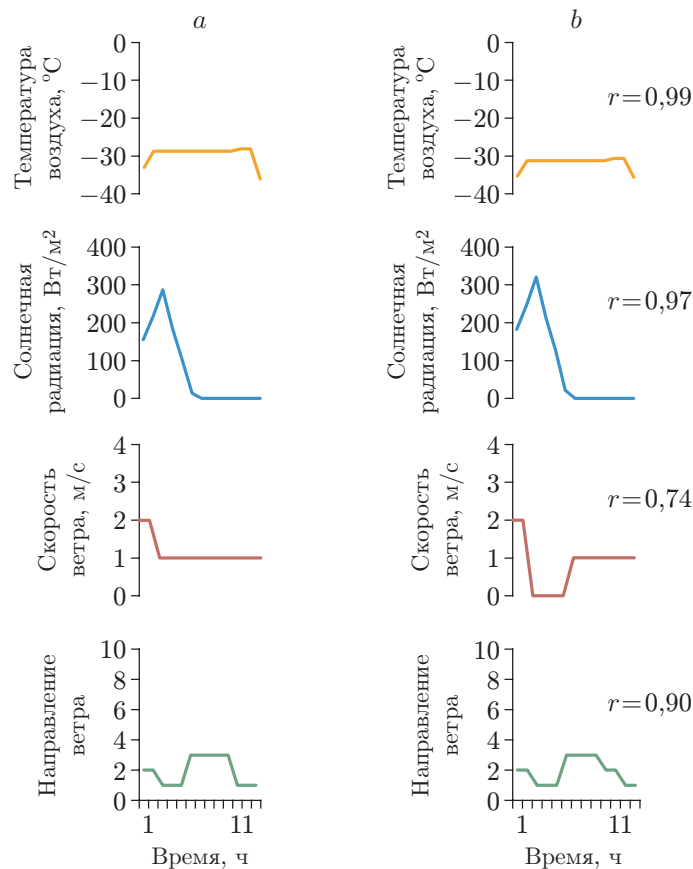 a
b
Температура
воздуха, °C
0
−10
−20
−30
−40
Температура
воздуха, °C
0
−10
−20
−30
−40
r=0,99
Солнечная
радиация, Вт/м²
400
300
200
100
0
Солнечная
радиация, Вт/м²
400
300
200
100
0
r=0,97
Скорость
ветра, м/с
4
3
2
1
0
Скорость
ветра, м/с
4
3
2
1
0
r=0,74
Направление
ветра
10
8
6
4
2
0
Направление
ветра
10
8
6
4
2
0
r=0,90
1 11
1 11
Время, ч
Время, ч